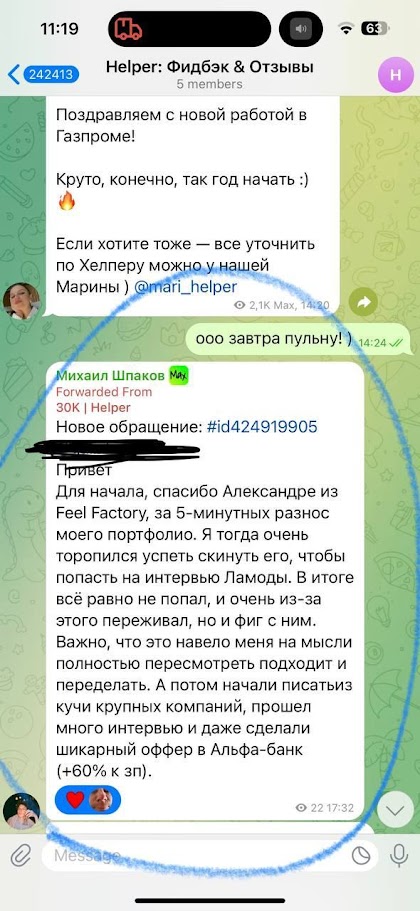 11:19
63
242413
Helper: Фидбэк & Отзывы
5 members
H
Поздравляем с новой работой в
Газпроме!
Круто, конечно, так год начать :)
🔥
Если хотите тоже — все уточнить
по Хелперу можно у нашей
Марины ) @mari_helper
2,1K Max, 14:20
ооо завтра пульну! )
14:24
Михаил Шпаков Max
Forwarded From
30K | Helper
Новое обращение: #id424919905
Привет
Для начала, спасибо Александре из
Feel Factory, за 5-минутных разнос
моего портфолио. Я тогда очень
торопился успеть скинуть его, чтобы
попасть на интервью Ламоды. В итоге
всё равно не попал, и очень из-за
этого переживал, но и фиг с ним.
Важно, что это навело меня на мысли
полностью пересмотреть подходит и
переделать. А потом начали писатьиз
кучи крупных компаний, прошел
много интервью и даже сделали
шикарный оффер в Альфа-банк
(+60% к зп).
22 17:32
Message